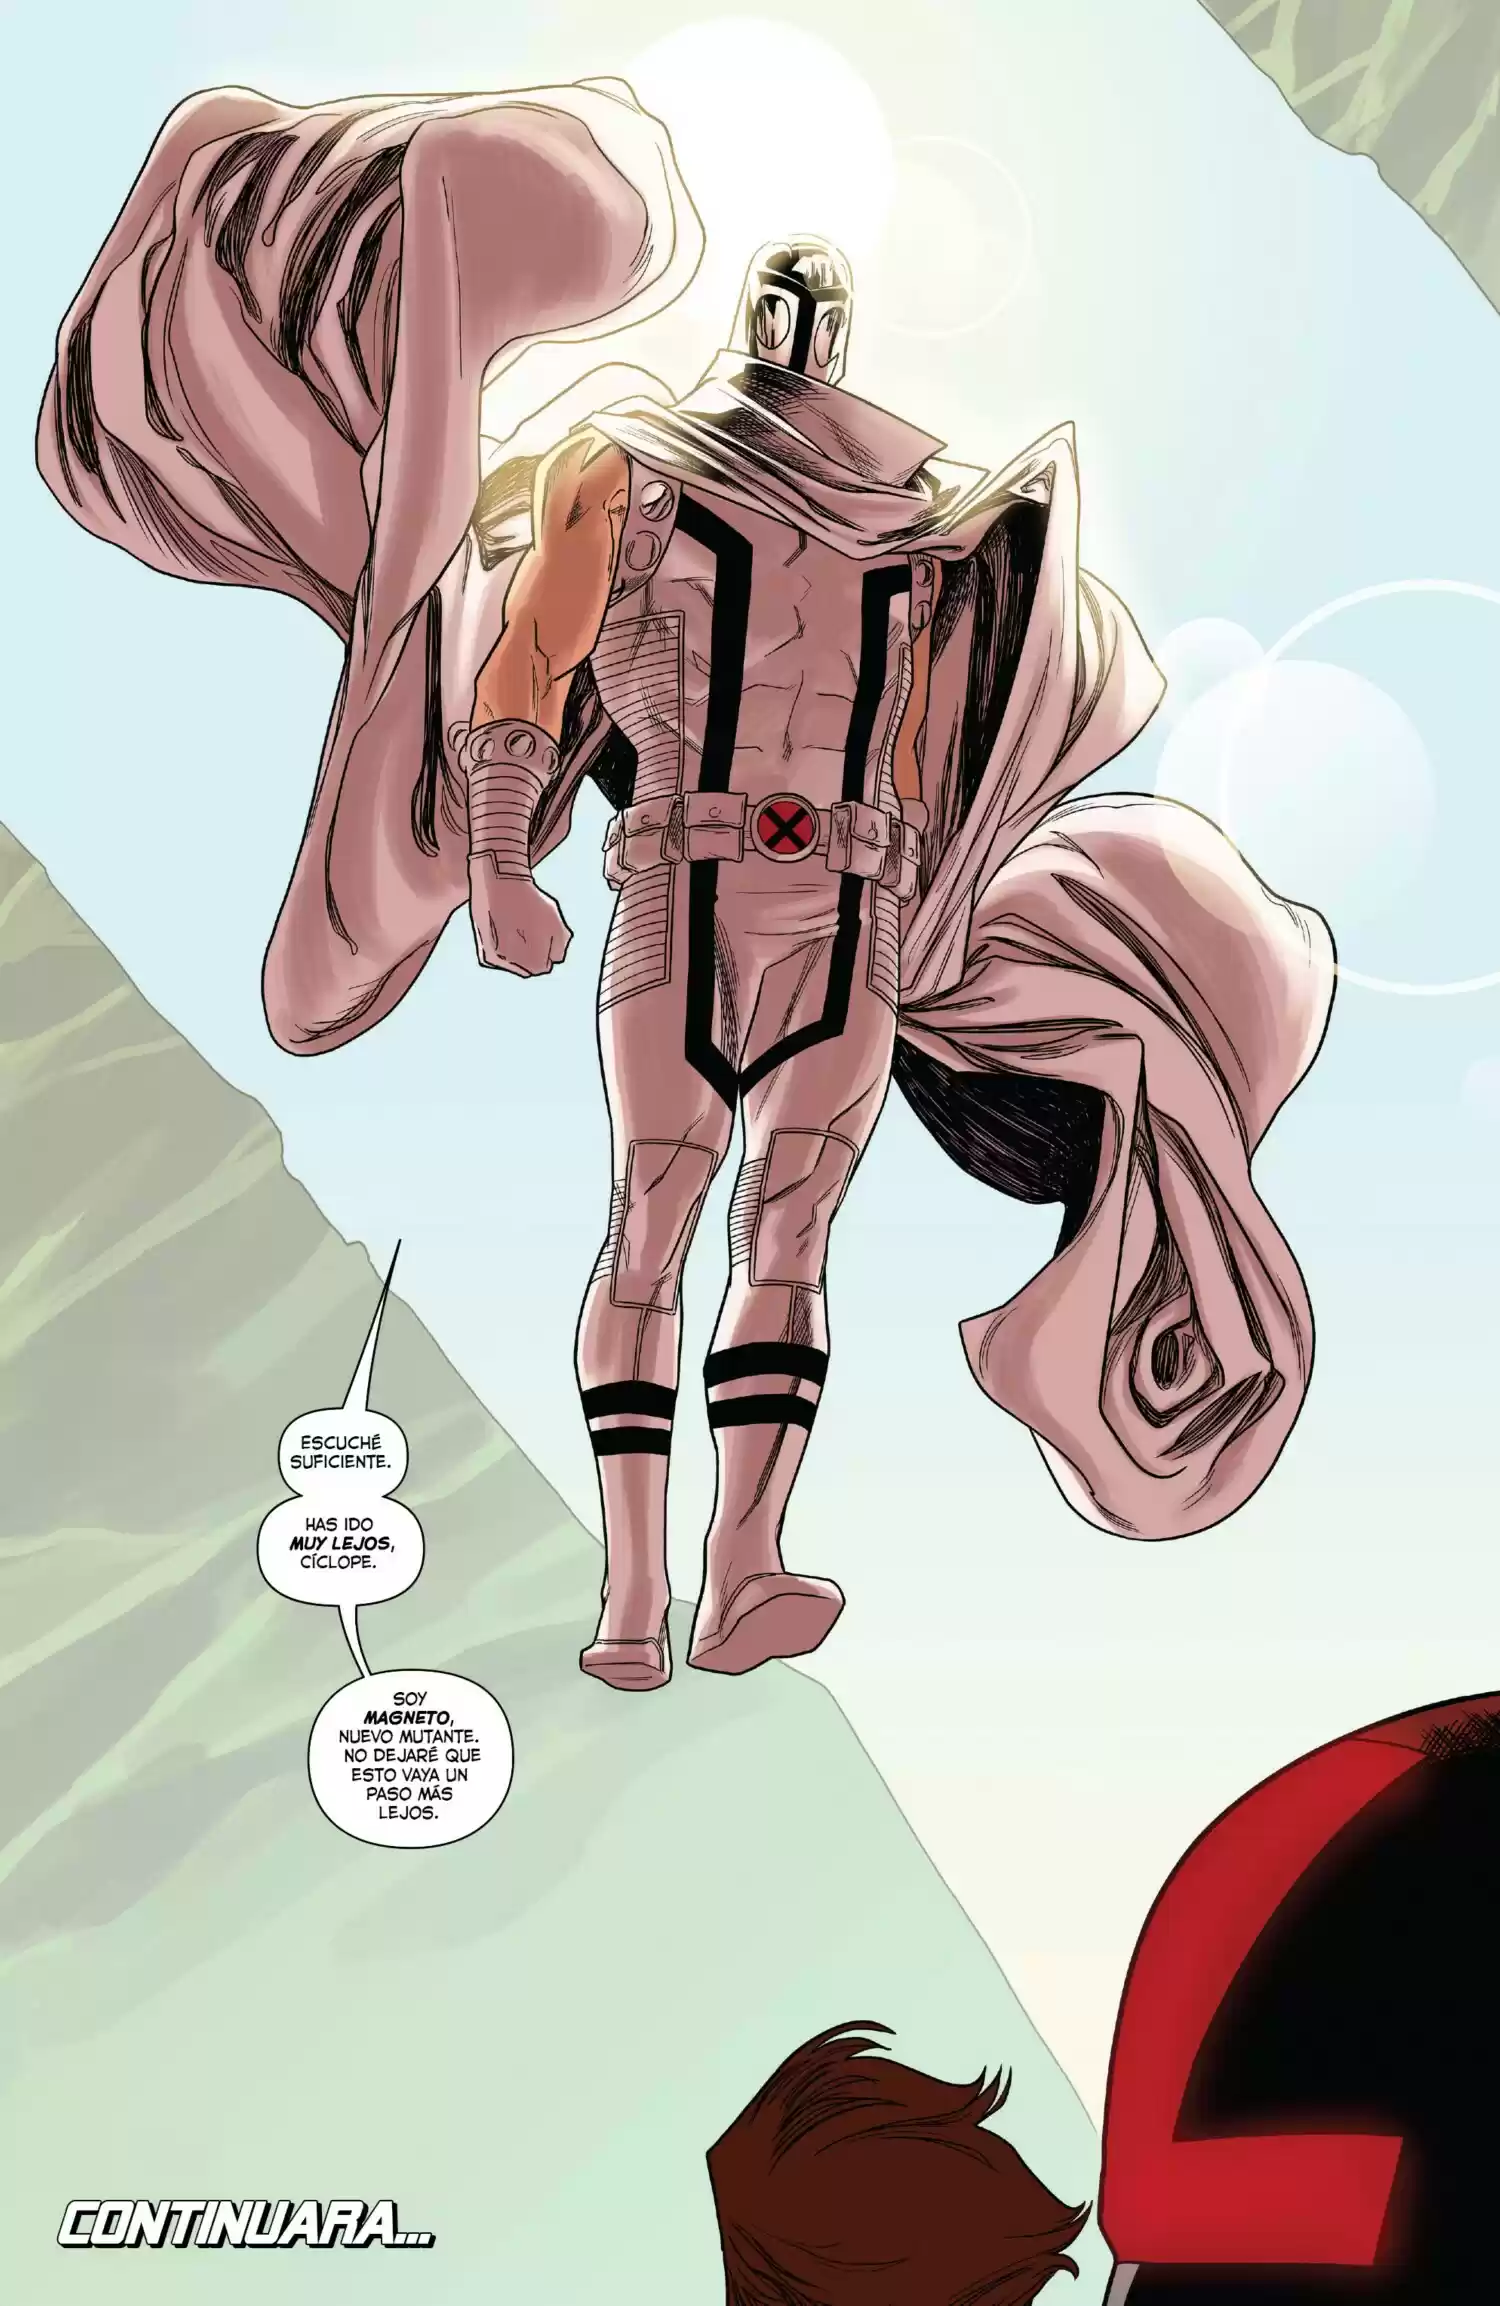 ESCUCHÉ
SUFICIENTE.
HAS IDO
MUY LEJOS,
CÍCLOPE.
SOY
MAGNETO,
NUEVO MUTANTE.
NO DEJARÉ QUE
ESTO VAYA UN
PASO MÁS
LEJOS.
CONTINUARA...